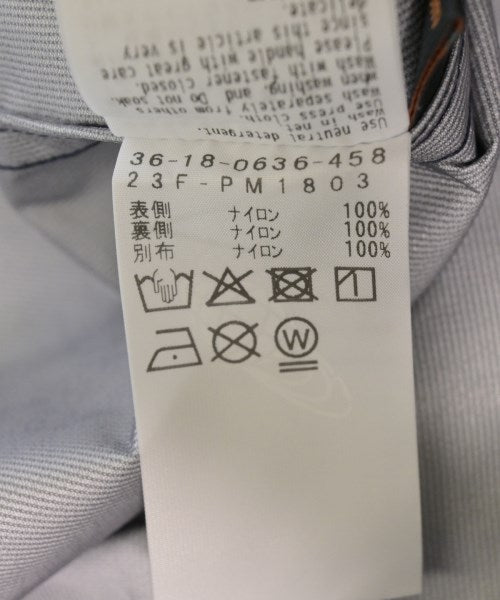 Use neutral detergent.
Wash in net
Use press cloth.
Wash separately from others
when washing and Do not soak.
Wash with fastener closed.
Please handle with great care
since this article is very
delicate.
36-18-0636-458
23F-PM1803
表側 ナイロン 100%
裏側 ナイロン 100%
別布 ナイロン 100%
W